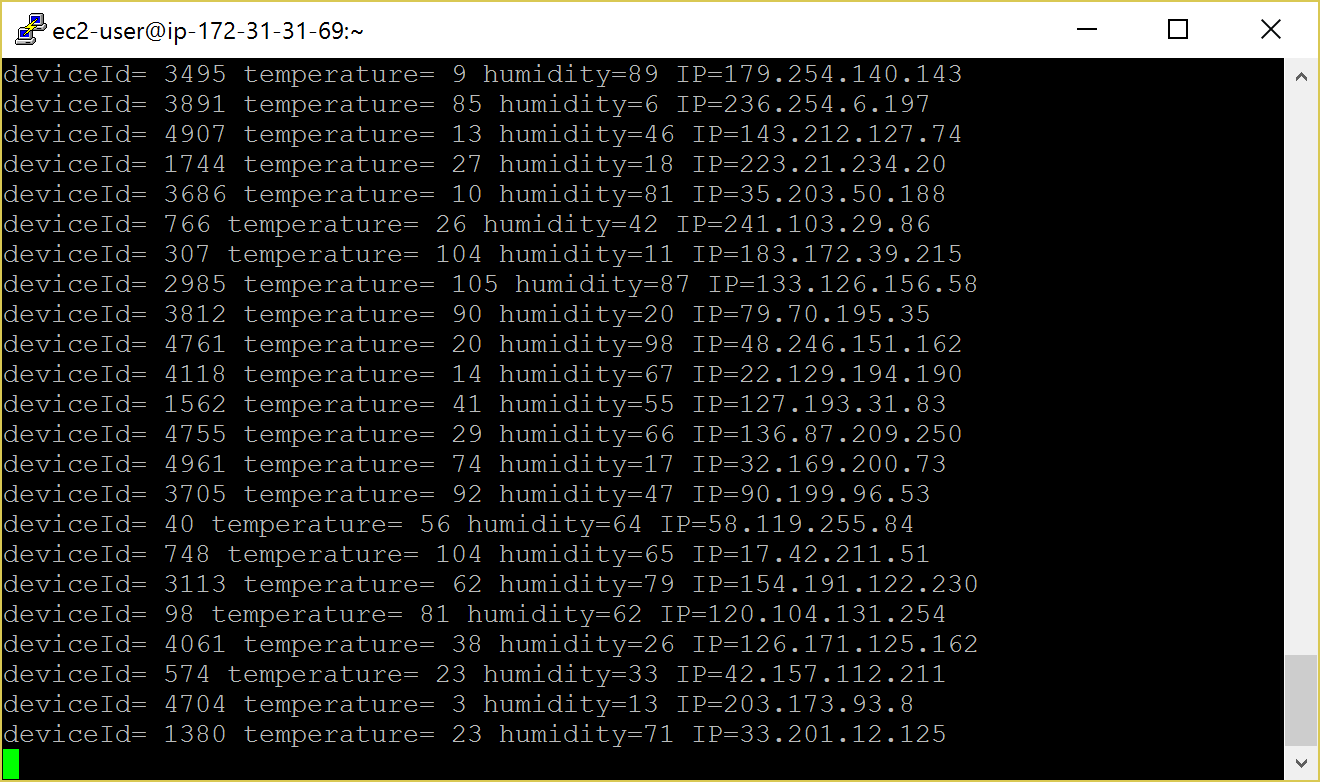 ec2-user@ip-172-31-31-69:~
deviceId= 3495 temperature= 9 humidity=89 IP=179.254.140.143
deviceId= 3891 temperature= 85 humidity=6 IP=236.254.6.197
deviceId= 4907 temperature= 13 humidity=46 IP=143.212.127.74
deviceId= 1744 temperature= 27 humidity=18 IP=223.21.234.20
deviceId= 3686 temperature= 10 humidity=81 IP=35.203.50.188
deviceId= 766 temperature= 26 humidity=42 IP=241.103.29.86
deviceId= 307 temperature= 104 humidity=11 IP=183.172.39.215
deviceId= 2985 temperature= 105 humidity=87 IP=133.126.156.58
deviceId= 3812 temperature= 90 humidity=20 IP=79.70.195.35
deviceId= 4761 temperature= 20 humidity=98 IP=48.246.151.162
deviceId= 4118 temperature= 14 humidity=67 IP=22.129.194.190
deviceId= 1562 temperature= 41 humidity=55 IP=127.193.31.83
deviceId= 4755 temperature= 29 humidity=66 IP=136.87.209.250
deviceId= 4961 temperature= 74 humidity=17 IP=32.169.200.73
deviceId= 3705 temperature= 92 humidity=47 IP=90.199.96.53
deviceId= 40 temperature= 56 humidity=64 IP=58.119.255.84
deviceId= 748 temperature= 104 humidity=65 IP=17.42.211.51
deviceId= 3113 temperature= 62 humidity=79 IP=154.191.122.230
deviceId= 98 temperature= 81 humidity=62 IP=120.104.131.254
deviceId= 4061 temperature= 38 humidity=26 IP=126.171.125.162
deviceId= 574 temperature= 23 humidity=33 IP=42.157.112.211
deviceId= 4704 temperature= 3 humidity=13 IP=203.173.93.8
deviceId= 1380 temperature= 23 humidity=71 IP=33.201.12.125